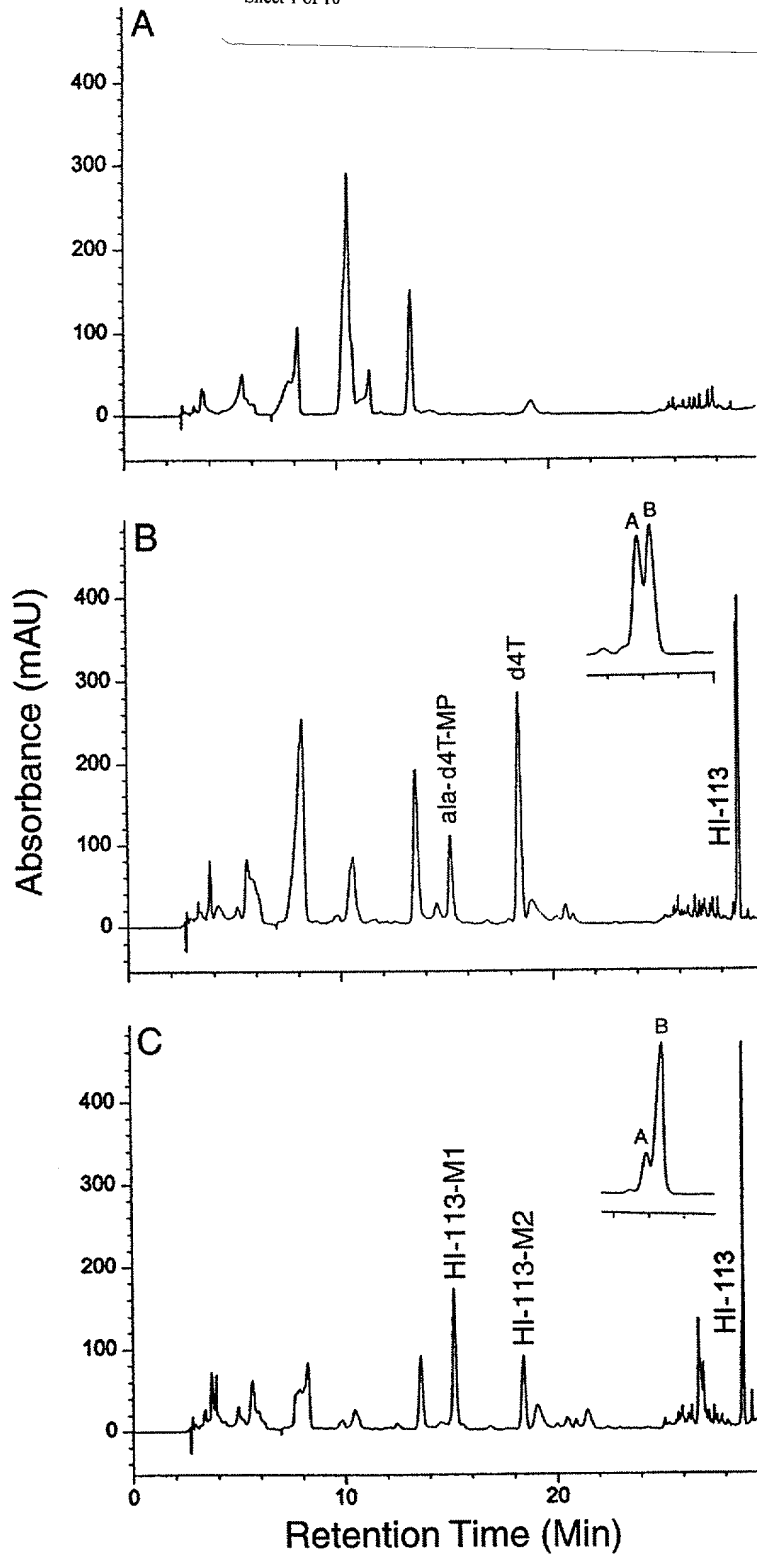 A
400
300
200
100
0
Absorbance (mAU)
B
400
300
200
100
0
ala-d4T-MP
d4T
A B
HI-113
C
400
300
200
100
0
HI-113-M1
HI-113-M2
A
B
HI-113
0 10 20
Retention Time (Min)